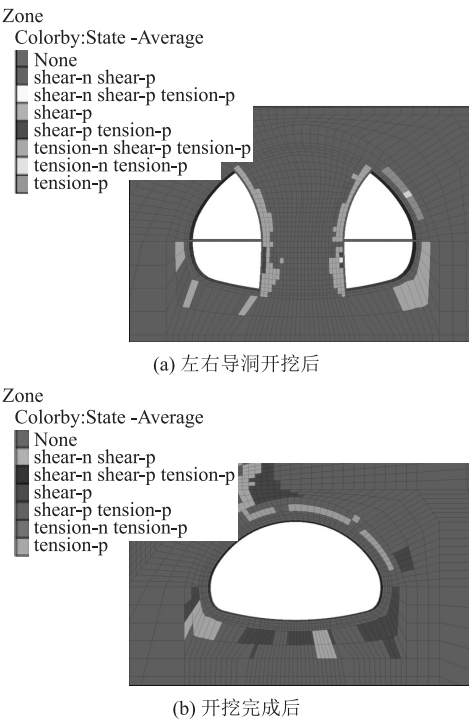 Zone
Colorby:State -Average
None
shear-n shear-p
shear-n shear-p tension-p
shear-p
shear-p tension-p
tension-n shear-p tension-p
tension-n tension-p
tension-p
(a) 左右导洞开挖后
Zone
Colorby:State -Average
None
shear-n shear-p
shear-n shear-p tension-p
shear-p
shear-p tension-p
tension-n tension-p
tension-p
(b) 开挖完成后